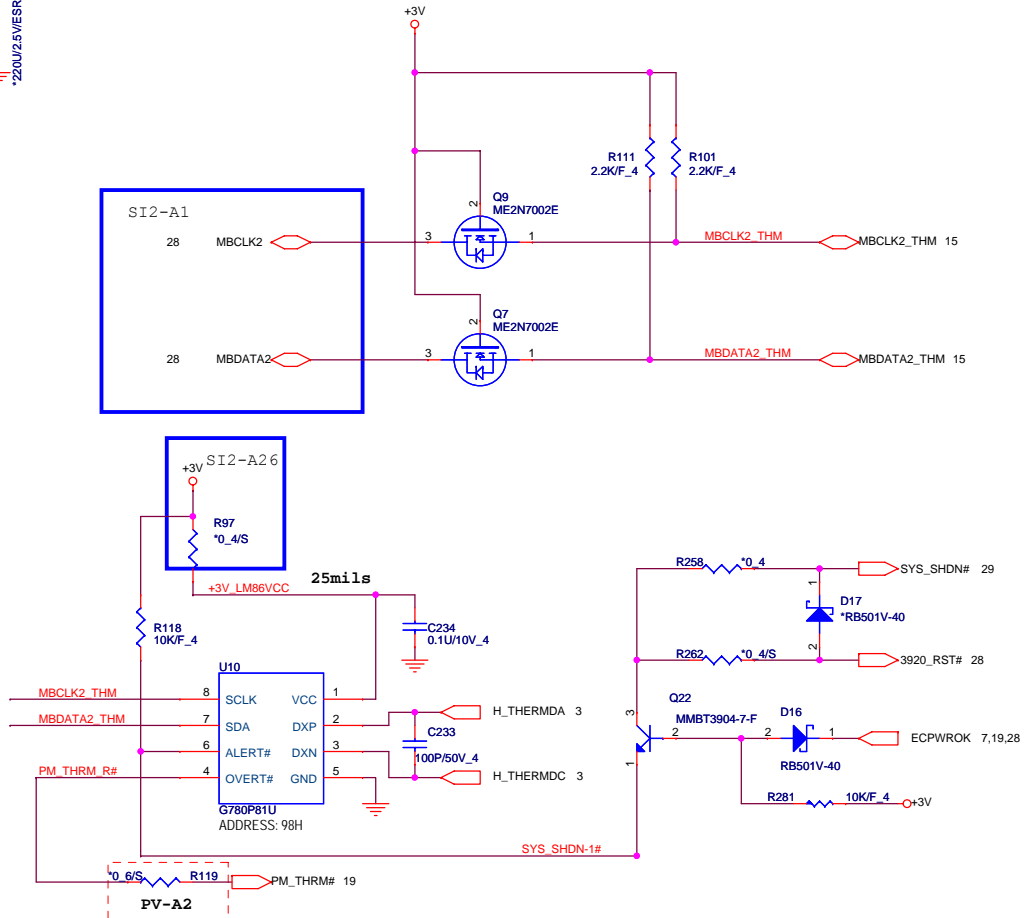 *220U/2.5V/ESR
+3V
R111
2.2K/F_4
R101
2.2K/F_4
SI2-A1
Q9
ME2N7002E
2
28 MBCLK2 3 1 MBCLK2_THM MBCLK2_THM 15
Q7
ME2N7002E
2
28 MBDATA2 3 1 MBDATA2_THM MBDATA2_THM 15
SI2-A26
+3V
R97
*0_4/S
+3V_LM86VCC
25mils
R118
10K/F_4
C234
0.1U/10V_4
U10
MBCLK2_THM 8 SCLK VCC 1
MBDATA2_THM 7 SDA DXP 2 H_THERMDA 3
6 ALERT# DXN 3
C233
100P/50V_4
PM_THRM_R# 4 OVERT# GND 5 H_THERMDC 3
G780P81U
ADDRESS: 98H
SYS_SHDN-1#
*0_6/S R119 PM_THRM# 19
PV-A2
R258 *0_4 SYS_SHDN# 29
1
D17
*RB501V-40
2
R262 *0_4/S 3920_RST# 28
Q22
MMBT3904-7-F
3
2
1
D16
2 1 ECPWROK 7,19,28
RB501V-40
R281 10K/F_4 +3V